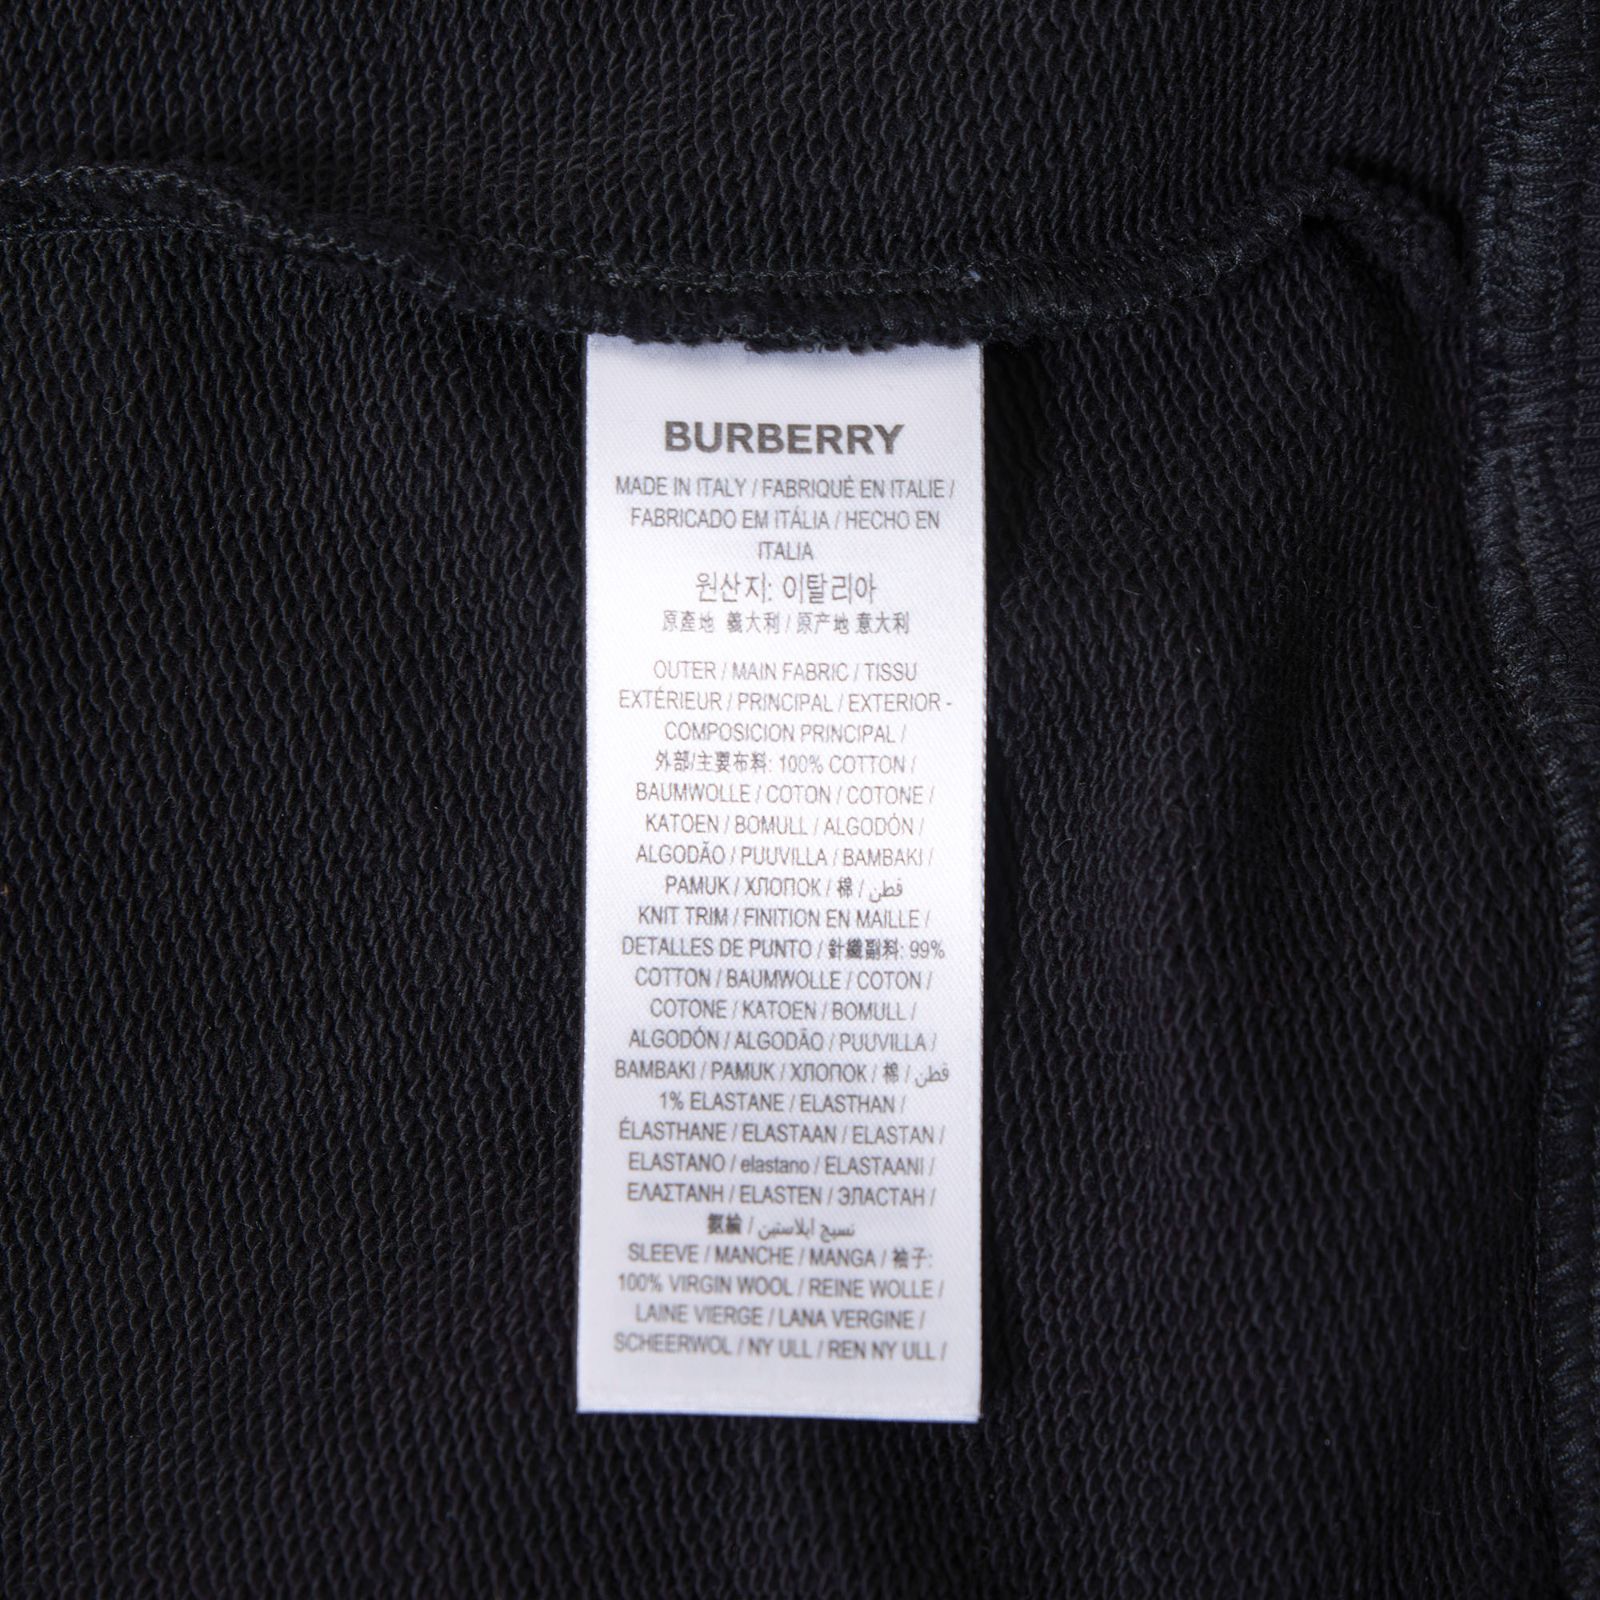 BURBERRY
MADE IN ITALY / FABRIQUÉ EN ITALIE /
FABRICADO EM ITÁLIA / HECHO EN
ITALIA
원산지: 이탈리아
原產地 義大利 / 原产地 意大利
OUTER / MAIN FABRIC / TISSU
EXTÉRIEUR / PRINCIPAL / EXTERIOR -
COMPOSICION PRINCIPAL /
外部/主要布料: 100% COTTON /
BAUMWOLLE / COTON / COTONE /
KATOEN / BOMULL / ALGODÓN /
ALGODÃO / PUUVILLA / BAMBAKI /
PAMUK / ХЛОПОК / 棉 / قطن
KNIT TRIM / FINITION EN MAILLE /
DETALLES DE PUNTO / 針織副料: 99%
COTTON / BAUMWOLLE / COTON /
COTONE / KATOEN / BOMULL /
ALGODÓN / ALGODÃO / PUUVILLA /
BAMBAKI / PAMUK / ХЛОПОК / 棉 / قطن
1% ELASTANE / ELASTHAN /
ÉLASTHANE / ELASTAAN / ELASTAN /
ELASTANO / elastano / ELASTAANI /
ΕΛΑΣΤΑΝΗ / ELASTEN / ЭЛАСТАН /
نسيج ايلاستين /
SLEEVE / MANCHE / MANGA / 袖子:
100% VIRGIN WOOL / REINE WOLLE /
LAINE VIERGE / LANA VERGINE /
SCHEERWOL / NY ULL / REN NY ULL /